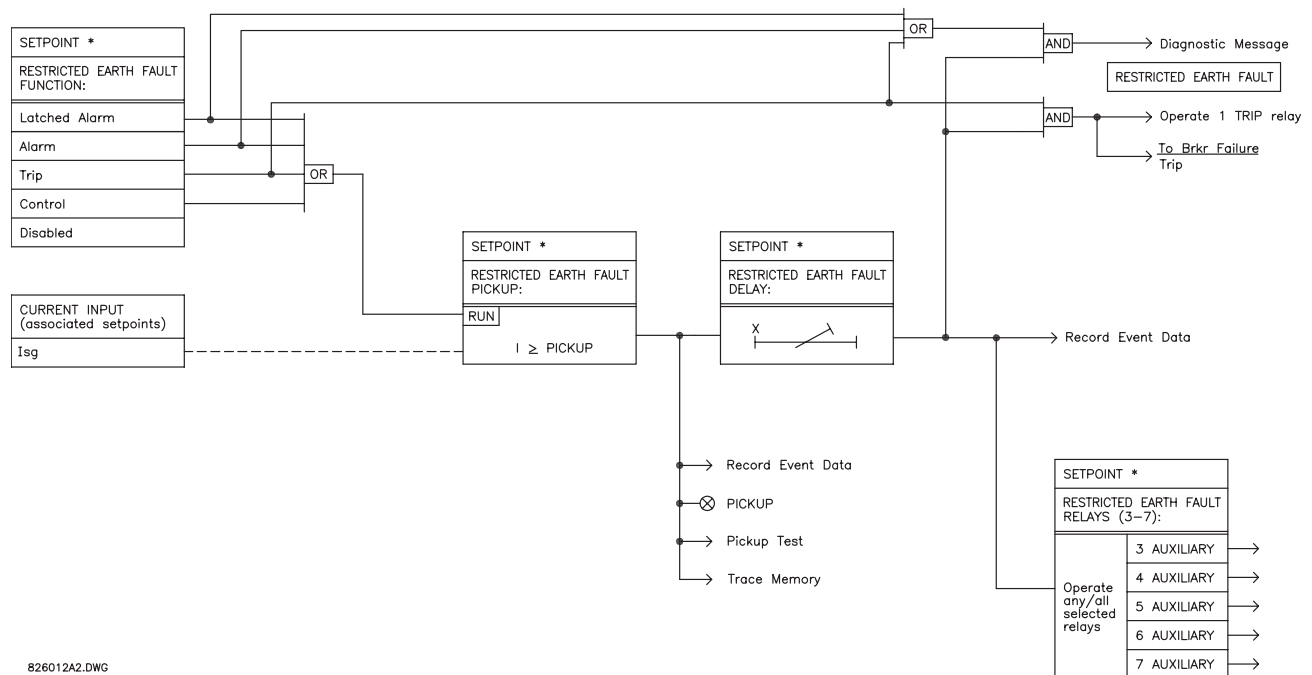 SETPOINT *
RESTRICTED EARTH FAULT
FUNCTION:
Latched Alarm
Alarm
Trip
Control
Disabled
OR
OR
AND
Diagnostic Message
RESTRICTED EARTH FAULT
AND
Operate 1 TRIP relay
To Brkr Failure
Trip
CURRENT INPUT
(associated setpoints)
Isg
SETPOINT *
RESTRICTED EARTH FAULT
PICKUP:
RUN
I ≥ PICKUP
SETPOINT *
RESTRICTED EARTH FAULT
DELAY:
X
Record Event Data
Record Event Data
PICKUP
Pickup Test
Trace Memory
SETPOINT *
RESTRICTED EARTH FAULT
RELAYS (3–7):
Operate
any/all
selected
relays
3 AUXILIARY
4 AUXILIARY
5 AUXILIARY
6 AUXILIARY
7 AUXILIARY
826012A2.DWG